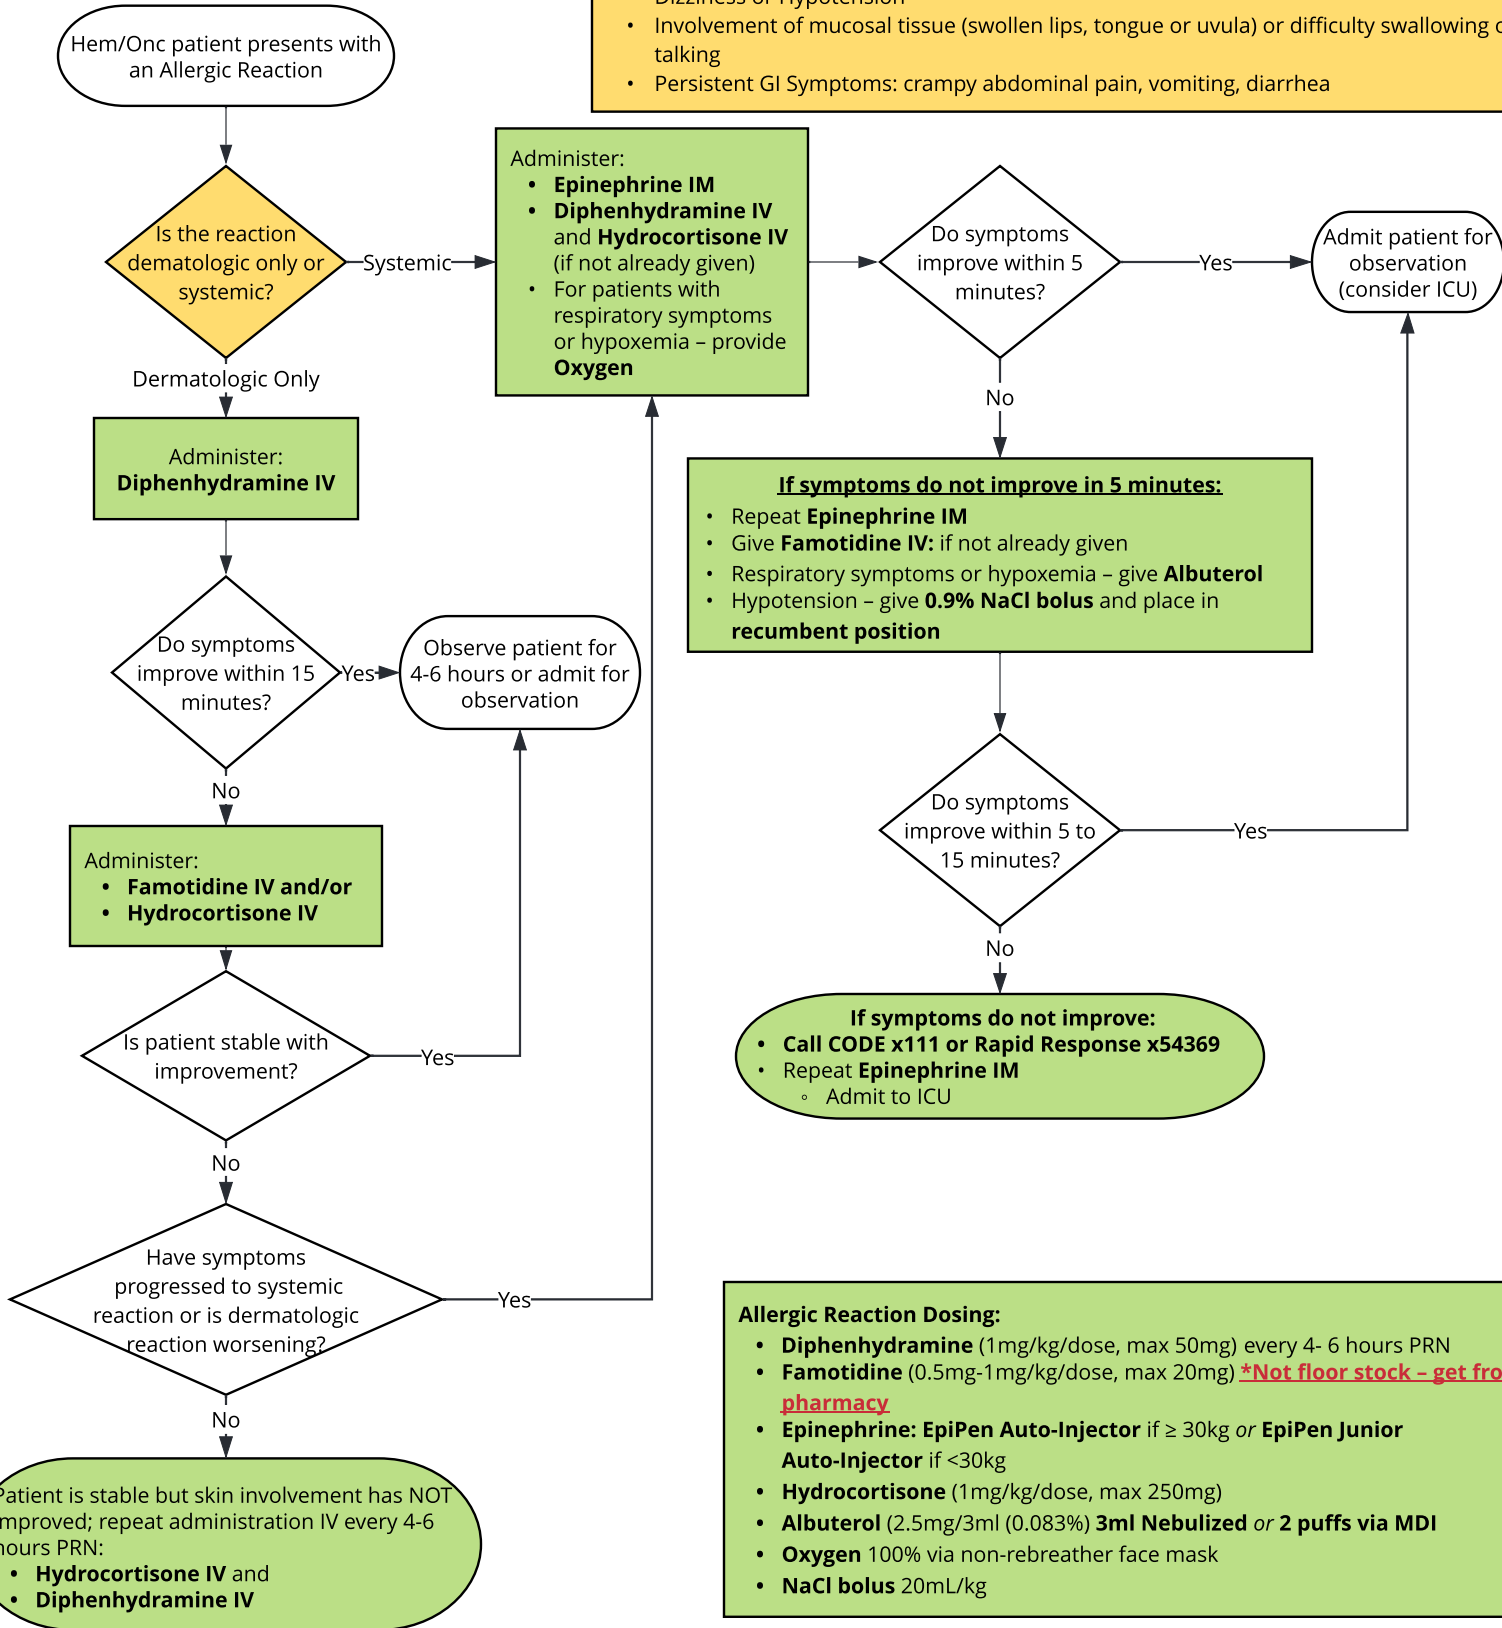 Dizziness or Hypotension
• Involvement of mucosal tissue (swollen lips, tongue or uvula) or difficulty swallowing
talking
• Persistent GI Symptoms: crampy abdominal pain, vomiting, diarrhea
Hem/Onc patient presents with
an Allergic Reaction
Is the reaction
dematologic only or
systemic?
Systemic
Dermatologic Only
Administer:
• Epinephrine IM
• Diphenhydramine IV
and Hydrocortisone IV
(if not already given)
• For patients with
respiratory symptoms
or hypoxemia – provide
Oxygen
Do symptoms
improve within 5
minutes?
Yes
Admit patient for
observation
(consider ICU)
No
Administer:
Diphenhydramine IV
If symptoms do not improve in 5 minutes:
• Repeat Epinephrine IM
• Give Famotidine IV: if not already given
• Respiratory symptoms or hypoxemia – give Albuterol
• Hypotension – give 0.9% NaCl bolus and place in
recumbent position
Do symptoms
improve within 15
minutes?
Yes
Observe patient for
4-6 hours or admit for
observation
No
Do symptoms
improve within 5 to
15 minutes?
Yes
No
Administer:
• Famotidine IV and/or
• Hydrocortisone IV
If symptoms do not improve:
• Call CODE x111 or Rapid Response x54369
• Repeat Epinephrine IM
◦ Admit to ICU
Is patient stable with
improvement?
Yes
No
Have symptoms
progressed to systemic
reaction or is dermatologic
reaction worsening?
Yes
No
Patient is stable but skin involvement has NOT
improved; repeat administration IV every 4-6
hours PRN:
• Hydrocortisone IV and
• Diphenhydramine IV
Allergic Reaction Dosing:
• Diphenhydramine (1mg/kg/dose, max 50mg) every 4- 6 hours PRN
• Famotidine (0.5mg-1mg/kg/dose, max 20mg) *Not floor stock – get
pharmacy
• Epinephrine: EpiPen Auto-Injector if ≥ 30kg or EpiPen Junior
Auto-Injector if <30kg
• Hydrocortisone (1mg/kg/dose, max 250mg)
• Albuterol (2.5mg/3ml (0.083%) 3ml Nebulized or 2 puffs via MDI
• Oxygen 100% via non-rebreather face mask
• NaCl bolus 20mL/kg